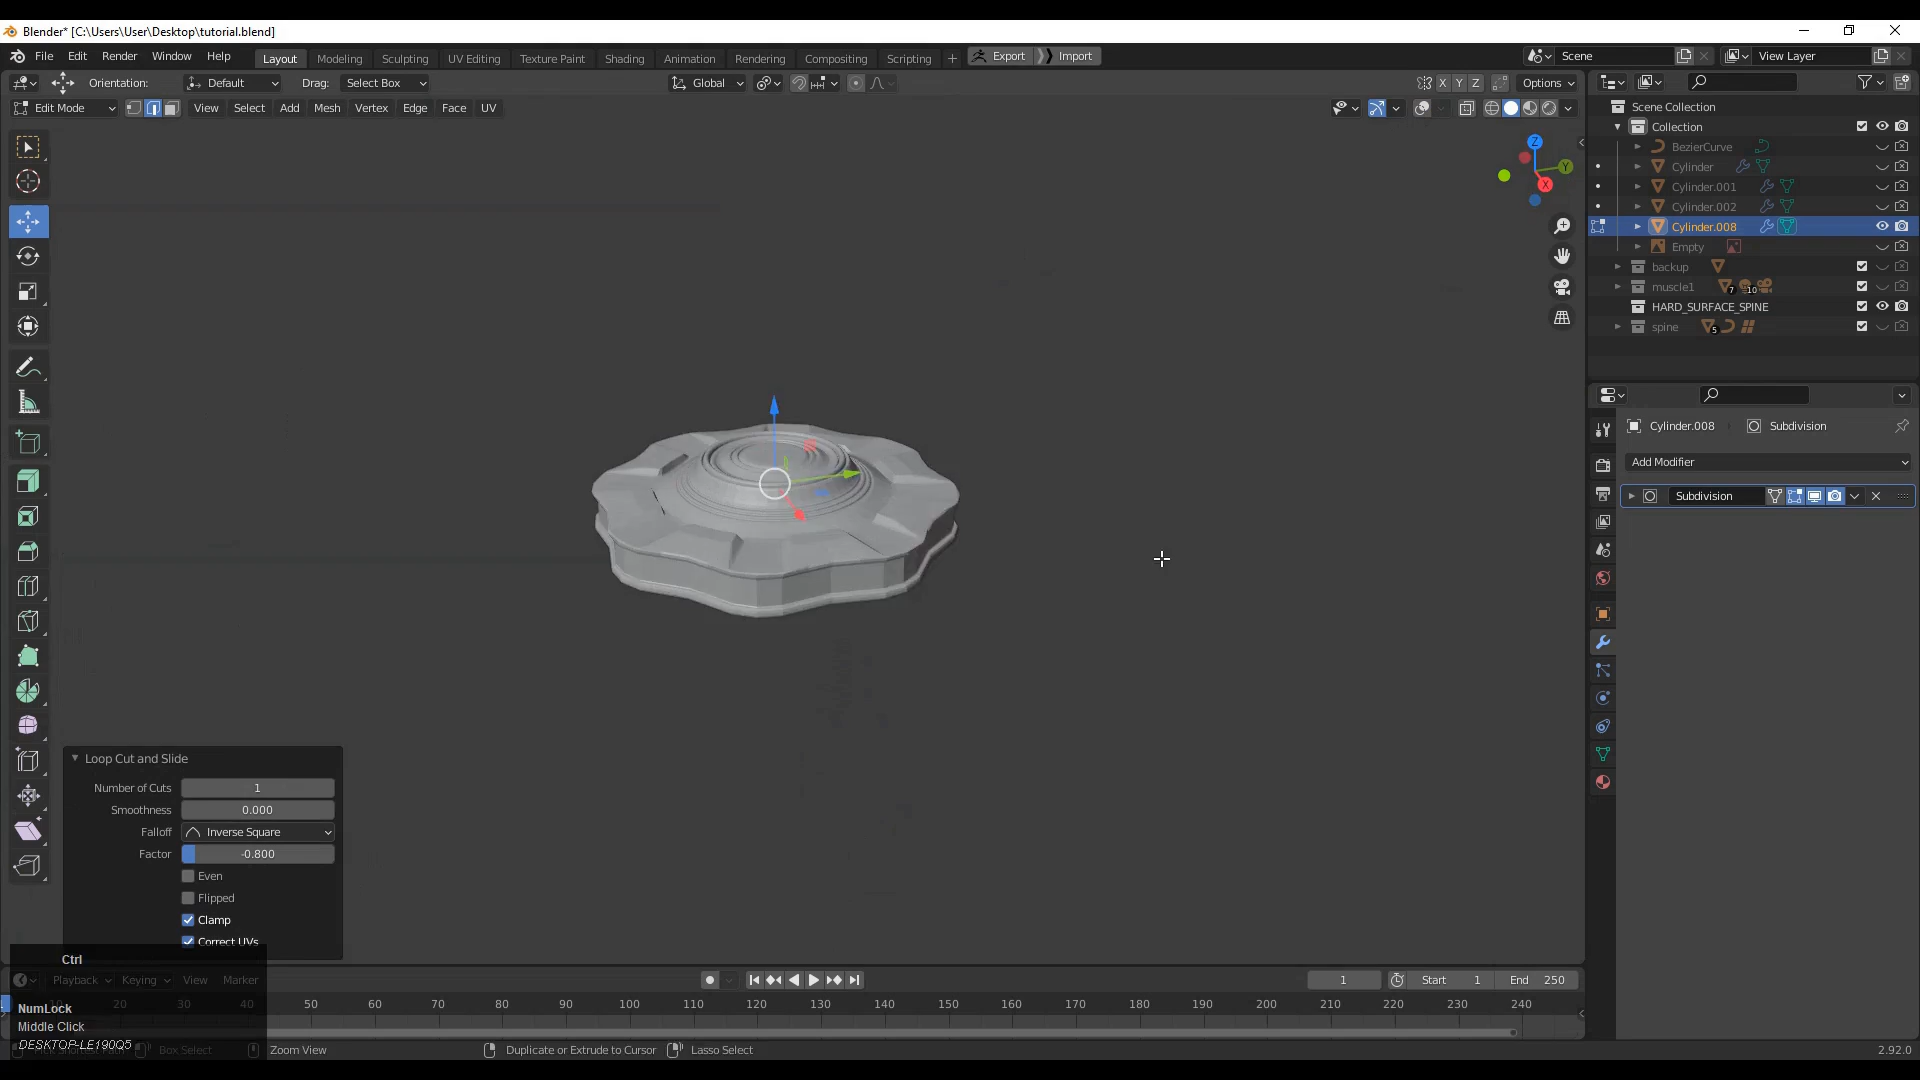 Blender* [C:\Users\User\Desktop\tutorial.blend]
File Edit Render Window Help Layout Modeling Sculpting UV Editing Texture Paint Shading Animation Rendering Compositing Scripting + Export Import Scene View Layer
Orientation: Default Drag: Select Box Global X Y Z Options
Edit Mode View Select Add Mesh Vertex Edge Face UV
Scene Collection
Collection
BezierCurve
Cylinder
Cylinder.001
Cylinder.002
Cylinder.008
Empty
backup
muscle1 7 10
HARD_SURFACE_SPINE
spine 5
Z
Y
X
Cylinder.008 Subdivision
Add Modifier
Subdivision
Loop Cut and Slide
Number of Cuts 1
Smoothness 0.000
Falloff Inverse Square
Factor -0.800
Even
Flipped
Clamp
Correct UVs
Ctrl
Playback Keying View Marker 1 Start 1 End 250
10 20 30 40 50 60 70 80 90 100 110 120 130 140 150 160 170 180 190 200 210 220 230 240
NumLock
Middle Click
DESKTOP-LE190Q5
Box Select Zoom View Duplicate or Extrude to Cursor Lasso Select 2.92.0